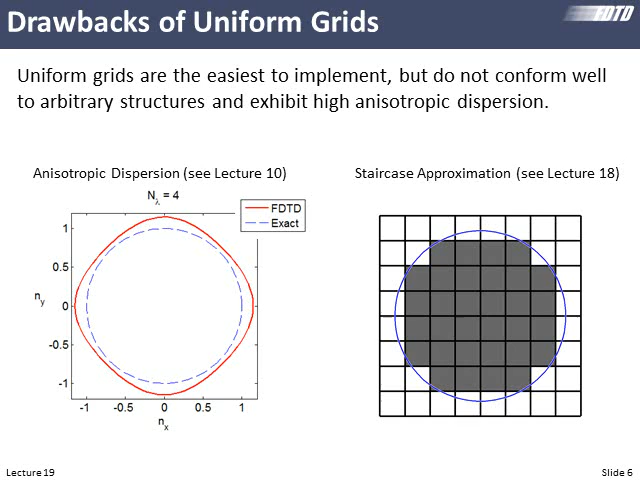 Drawbacks of Uniform Grids
FDTD
Uniform grids are the easiest to implement, but do not conform well
to arbitrary structures and exhibit high anisotropic dispersion.
Anisotropic Dispersion (see Lecture 10)
Staircase Approximation (see Lecture 18)
Nλ = 4
FDTD
Exact
1
0.5
0
-0.5
-1
ny
-1 -0.5 0 0.5 1
nx
Lecture 19
Slide 6